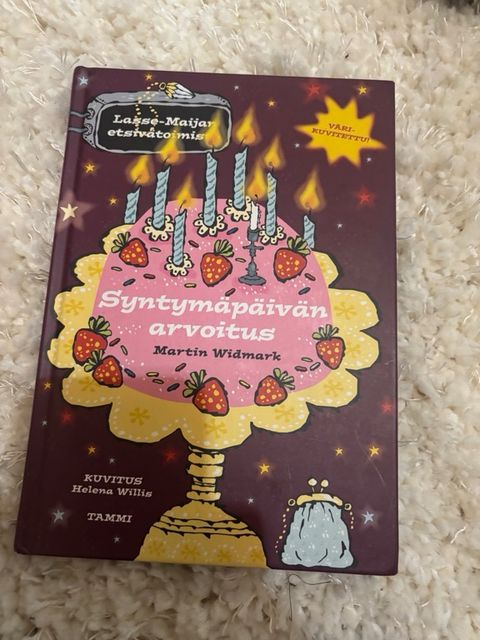 Lasse-Maijan
etsivätoimisto
VÄRI-
KUVITETTU!
Syntymäpäivän
arvoitus
Martin Widmark
KUVITUS
Helena Willis
TAMMI